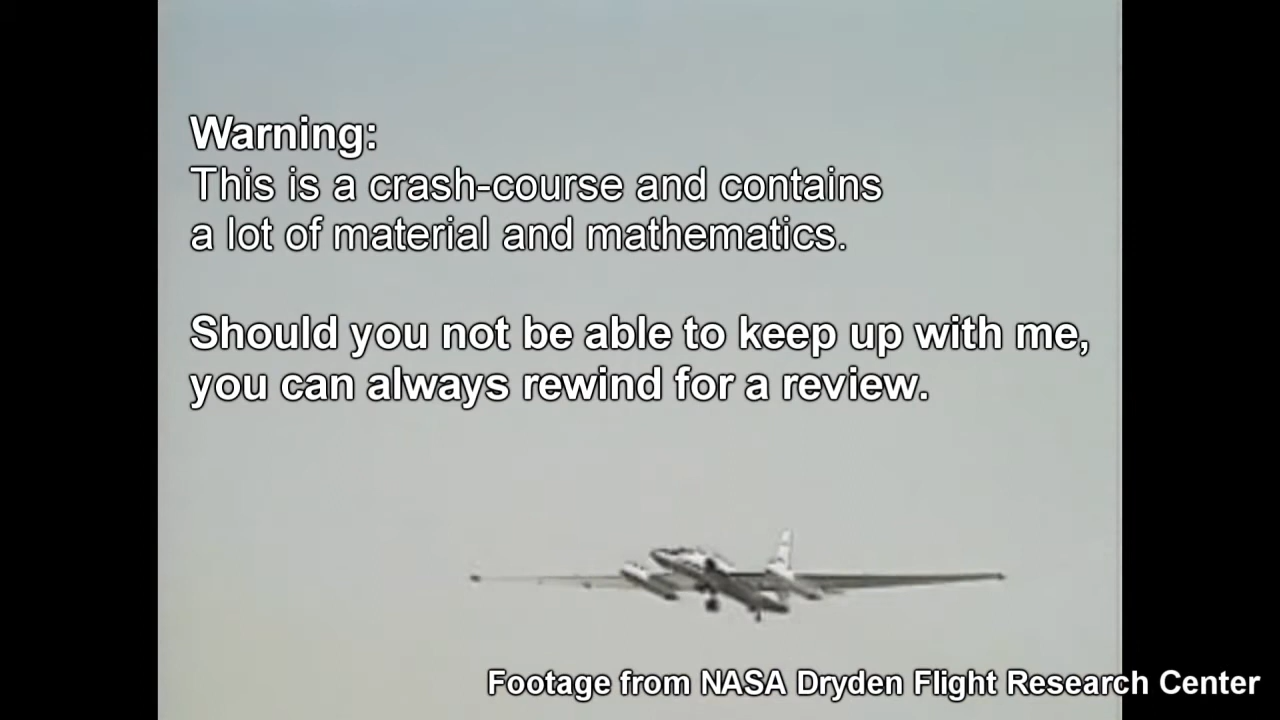 Warning:
This is a crash-course and contains
a lot of material and mathematics.
Should you not be able to keep up with me,
you can always rewind for a review.
Footage from NASA Dryden Flight Research Center